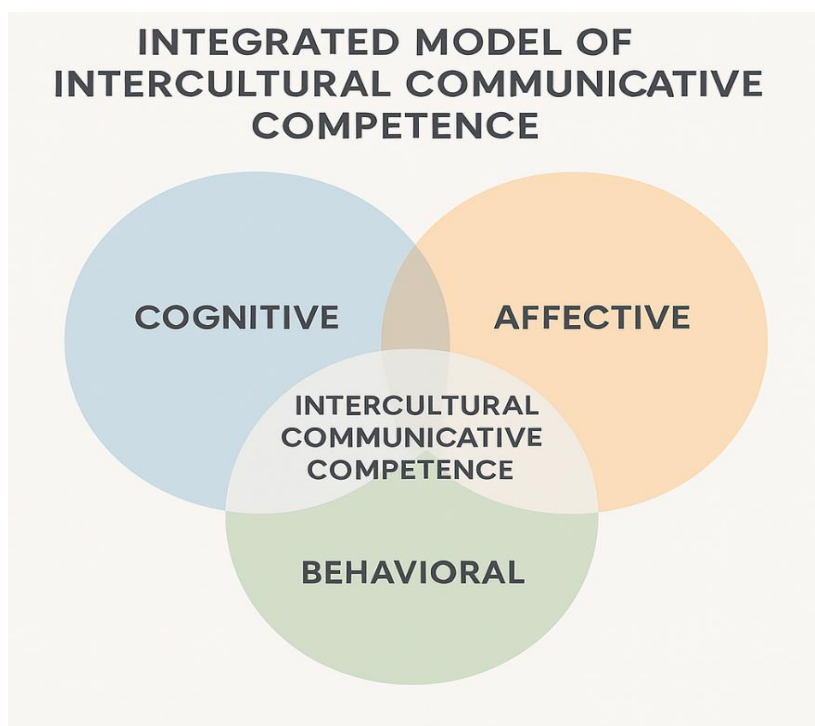 INTEGRATED MODEL OF
INTERCULTURAL COMMUNICATIVE
COMPETENCE
COGNITIVE
AFFECTIVE
INTERCULTURAL
COMMUNICATIVE
COMPETENCE
BEHAVIORAL